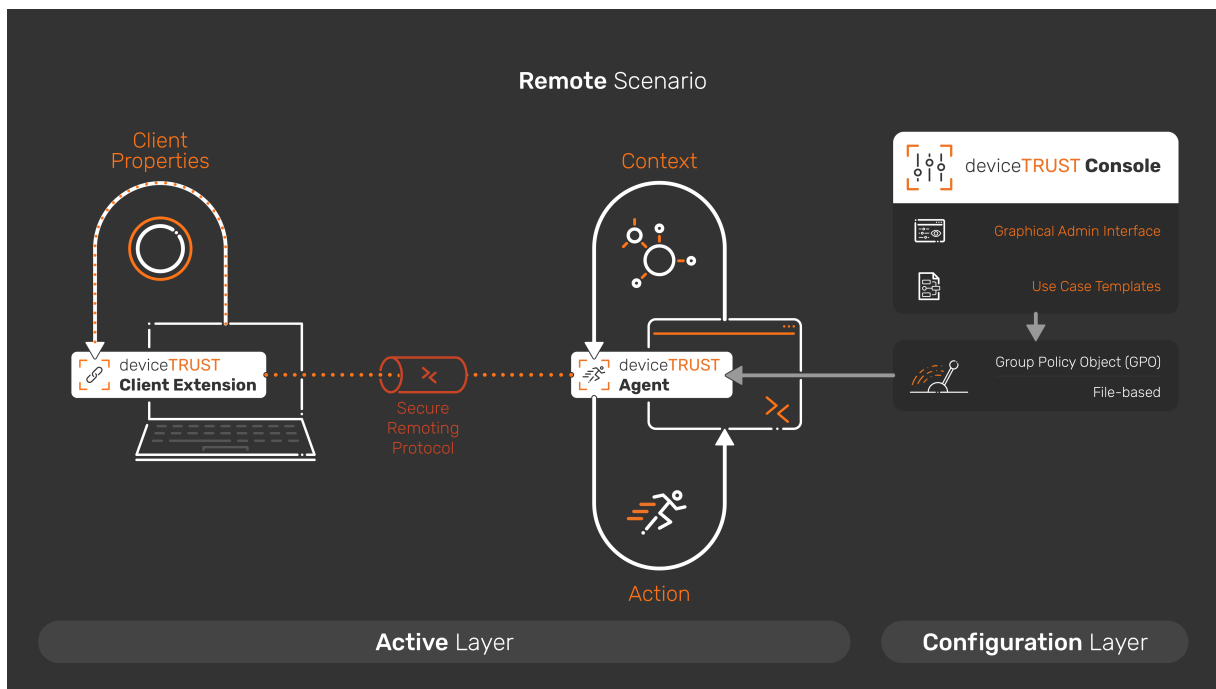 Remote Scenario
Client
Properties
deviceTRUST
Client Extension
Secure
Remoting
Protocol
Context
deviceTRUST
Agent
Action
deviceTRUST Console
Graphical Admin Interface
Use Case Templates
Group Policy Object (GPO)
File-based
Active Layer
Configuration Layer